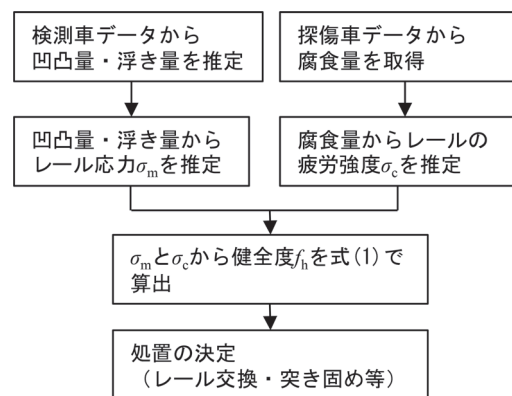 検測車データから
凹凸量・浮き量を推定
探傷車データから
腐食量を取得
凹凸量・浮き量から
レール応力σmを推定
腐食量からレールの
疲労強度σcを推定
σmとσcから健全度fhを式(1)で
算出
処置の決定
（レール交換・突き固め等）